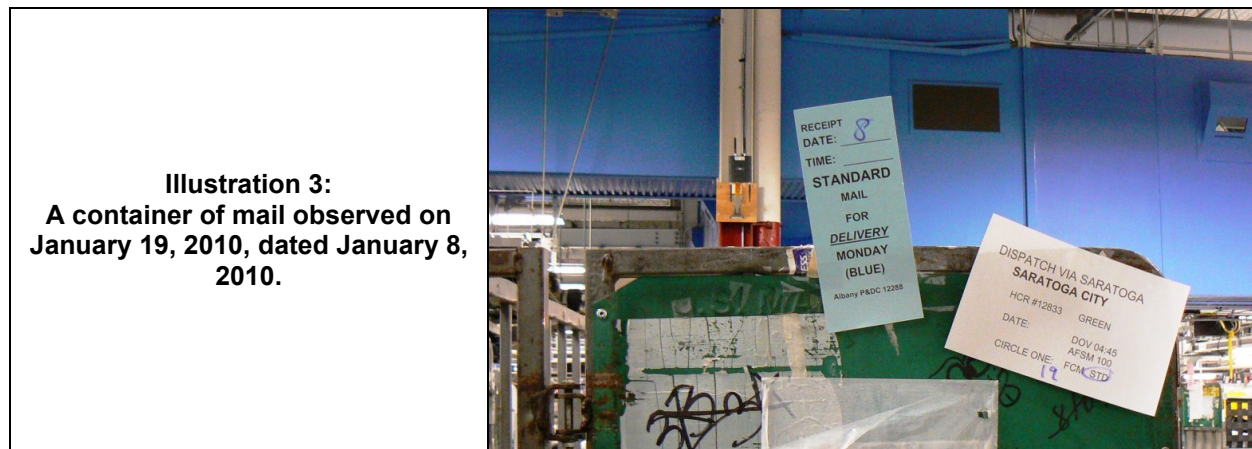 Illustration 3:
A container of mail observed on
January 19, 2010, dated January 8,
2010.
RECEIPT
DATE: 8
TIME:
STANDARD
MAIL
FOR
DELIVERY
MONDAY
(BLUE)
Albany P&DC 12288
DISPATCH VIA SARATOGA
SARATOGA CITY
HCR #12833 GREEN
DATE:
DOV 04:45
AFSM 100
CIRCLE ONE: FCM STD
19